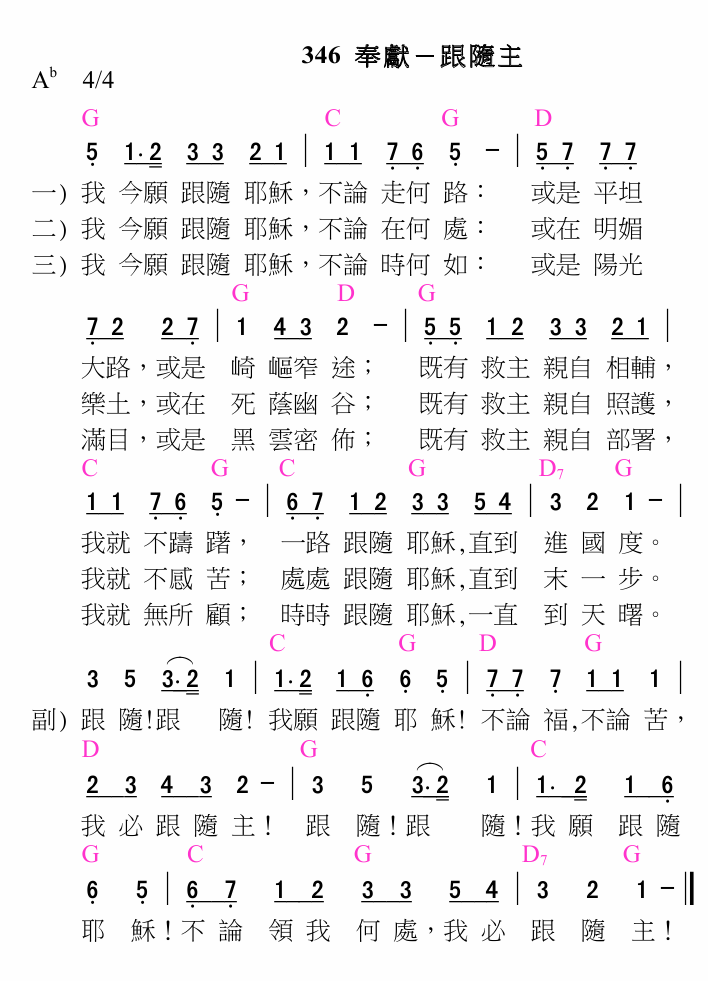 346 奉獻－跟隨主
A♭ 4/4
G C G D
5 1·2 3 3 2 1 | 1 1 7 6 5 － | 5 7 7 7
一) 我 今願 跟隨 耶穌，不論 走何 路： 或是 平坦
二) 我 今願 跟隨 耶穌，不論 在何 處： 或在 明媚
三) 我 今願 跟隨 耶穌，不論 時何 如： 或是 陽光
G D G
7 2 2 7 | 1 4 3 2 － | 5 5 1 2 3 3 2 1 |
大路，或是 崎 嶇窄 途； 既有 救主 親自 相輔，
樂土，或在 死 蔭幽 谷； 既有 救主 親自 照護，
滿目，或是 黑 雲密 佈； 既有 救主 親自 部署，
C G C G D7 G
1 1 7 6 5 － | 6 7 1 2 3 3 5 4 | 3 2 1 － |
我就 不躊 躇， 一路 跟隨 耶穌,直到 進 國 度。
我就 不感 苦； 處處 跟隨 耶穌,直到 末 一 步。
我就 無所 顧； 時時 跟隨 耶穌,一直 到 天 曙。
C G D G
3 5 3·2 1 | 1·2 1 6 6 5 | 7 7 7 1 1 1 |
副) 跟 隨!跟 隨! 我願 跟隨 耶 穌! 不論 福,不論 苦，
D G C
2 3 4 3 2 － | 3 5 3·2 1 | 1· 2 1 6
我 必 跟 隨 主！ 跟 隨！跟 隨！我 願 跟 隨
G C G D7 G
6 5 | 6 7 1 2 3 3 5 4 | 3 2 1 － ||
耶 穌！不 論 領 我 何 處，我 必 跟 隨 主！